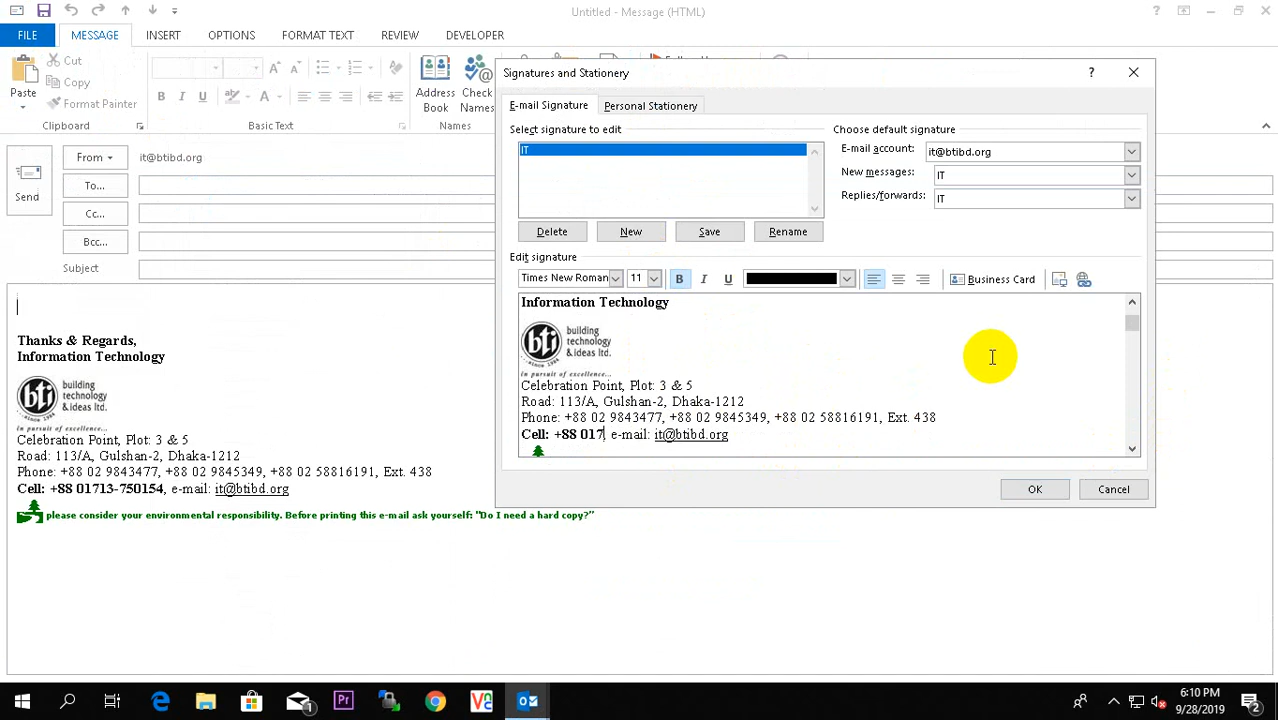 Untitled - Message (HTML)
FILE
MESSAGE
INSERT
OPTIONS
FORMAT TEXT
REVIEW
DEVELOPER
Paste
Cut
Copy
Format Painter
Clipboard
B I U
Basic Text
Address
Book
Check
Names
Names
Send
From
it@btibd.org
To...
Cc...
Bcc...
Subject
Thanks & Regards,
Information Technology
bti
building
technology
& ideas ltd.
in pursuit of excellence...
Celebration Point, Plot: 3 & 5
Road: 113/A, Gulshan-2, Dhaka-1212
Phone: +88 02 9843477, +88 02 9845349, +88 02 58816191, Ext. 438
Cell: +88 01713-750154, e-mail: it@btibd.org
please consider your environmental responsibility. Before printing this e-mail ask yourself: "Do I need a hard copy?"
Signatures and Stationery
E-mail Signature
Personal Stationery
Select signature to edit
IT
Delete
New
Save
Rename
Choose default signature
E-mail account:
it@btibd.org
New messages:
IT
Replies/forwards:
IT
Edit signature
Times New Roman
11
B I U
Business Card
Information Technology
bti
building
technology
& ideas ltd.
in pursuit of excellence...
Celebration Point, Plot: 3 & 5
Road: 113/A, Gulshan-2, Dhaka-1212
Phone: +88 02 9843477, +88 02 9845349, +88 02 58816191, Ext. 438
Cell: +88 017, e-mail: it@btibd.org
OK
Cancel
6:10 PM
9/28/2019